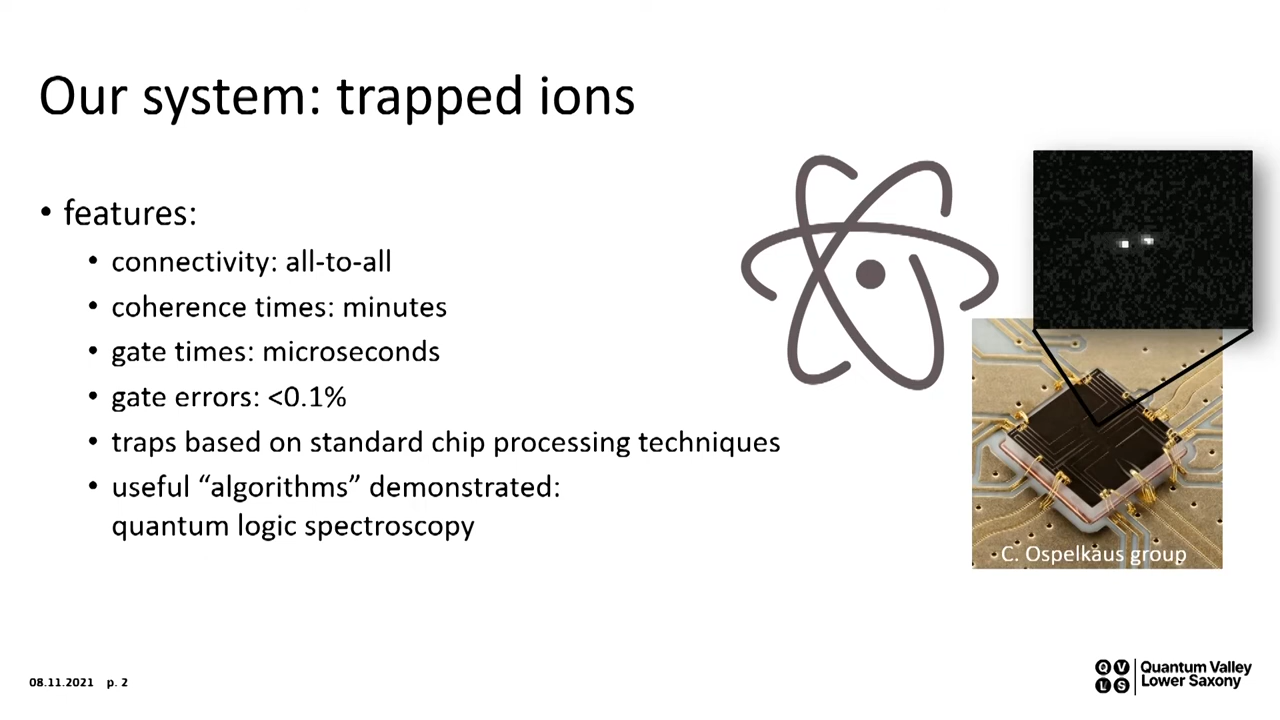 Our system: trapped ions
• features:
• connectivity: all-to-all
• coherence times: minutes
• gate times: microseconds
• gate errors: <0.1%
• traps based on standard chip processing techniques
• useful “algorithms” demonstrated:
quantum logic spectroscopy
C. Ospelkaus group
08.11.2021 p. 2
QV
LS
Quantum Valley
Lower Saxony